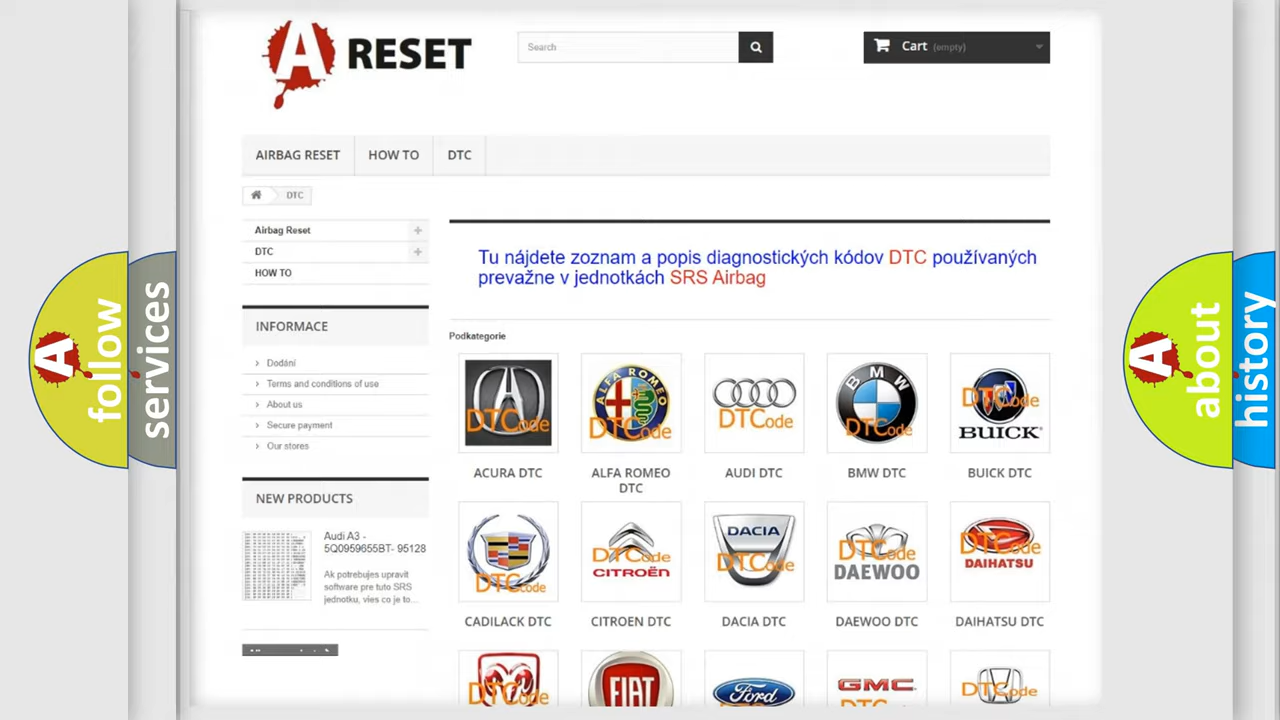 A RESET
Search
Cart (empty)
AIRBAG RESET
HOW TO
DTC
DTC
Airbag Reset
DTC
HOW TO
INFORMACE
Dodání
Terms and conditions of use
About us
Secure payment
Our stores
NEW PRODUCTS
Audi A3 -
5Q0959655BT- 95128
Ak potrebujes upravit
software pre tuto SRS
jednotku, vies co je to...
Tu nájdete zoznam a popis diagnostických kódov DTC používaných
prevažne v jednotkách SRS Airbag
Podkategorie
DTCode
ALFA ROMEO
DTCode
DTCode
BMW
DTCode
DTCode
BUICK
ACURA DTC
ALFA ROMEO
DTC
AUDI DTC
BMW DTC
BUICK DTC
DTCode
DTCode
CITROËN
DACIA
DTCode
DTCode
DAEWOO
DTCode
DAIHATSU
CADILACK DTC
CITROEN DTC
DACIA DTC
DAEWOO DTC
DAIHATSU DTC
DTCode
FIAT
Ford
GMC
DTCode
A follow
services
A about
history